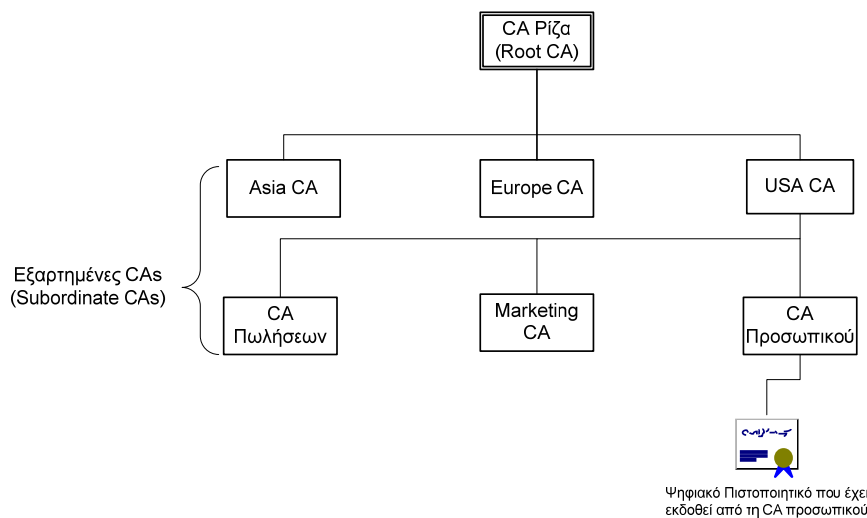 CA Ρίζα
(Root CA)
Asia CA
Europe CA
USA CA
Εξαρτημένες CAs
(Subordinate CAs)
CA
Πωλήσεων
Marketing
CA
CA
Προσωπικού
Ψηφιακό Πιστοποιητικό που έχει
εκδοθεί από τη CA προσωπικού